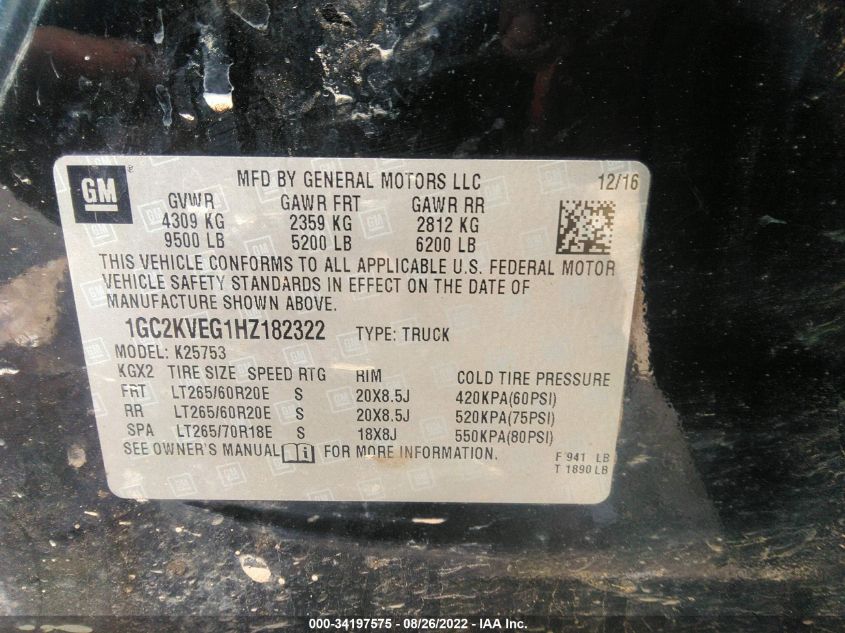 GM ® MFD BY GENERAL MOTORS LLC 12/16
GVWR GAWR FRT GAWR RR
4309 KG 2359 KG 2812 KG
9500 LB 5200 LB 6200 LB
THIS VEHICLE CONFORMS TO ALL APPLICABLE U.S. FEDERAL MOTOR
VEHICLE SAFETY STANDARDS IN EFFECT ON THE DATE OF
MANUFACTURE SHOWN ABOVE.
1GC2KVEG1HZ182322 TYPE: TRUCK
MODEL: K25753
KGX2 TIRE SIZE SPEED RTG RIM COLD TIRE PRESSURE
FRT LT265/60R20E S 20X8.5J 420KPA(60PSI)
RR LT265/60R20E S 20X8.5J 520KPA(75PSI)
SPA LT265/70R18E S 18X8J 550KPA(80PSI)
SEE OWNER'S MANUAL FOR MORE INFORMATION.
F 941 LB
T 1890 LB
000-34197575 - 08/26/2022 - IAA Inc.